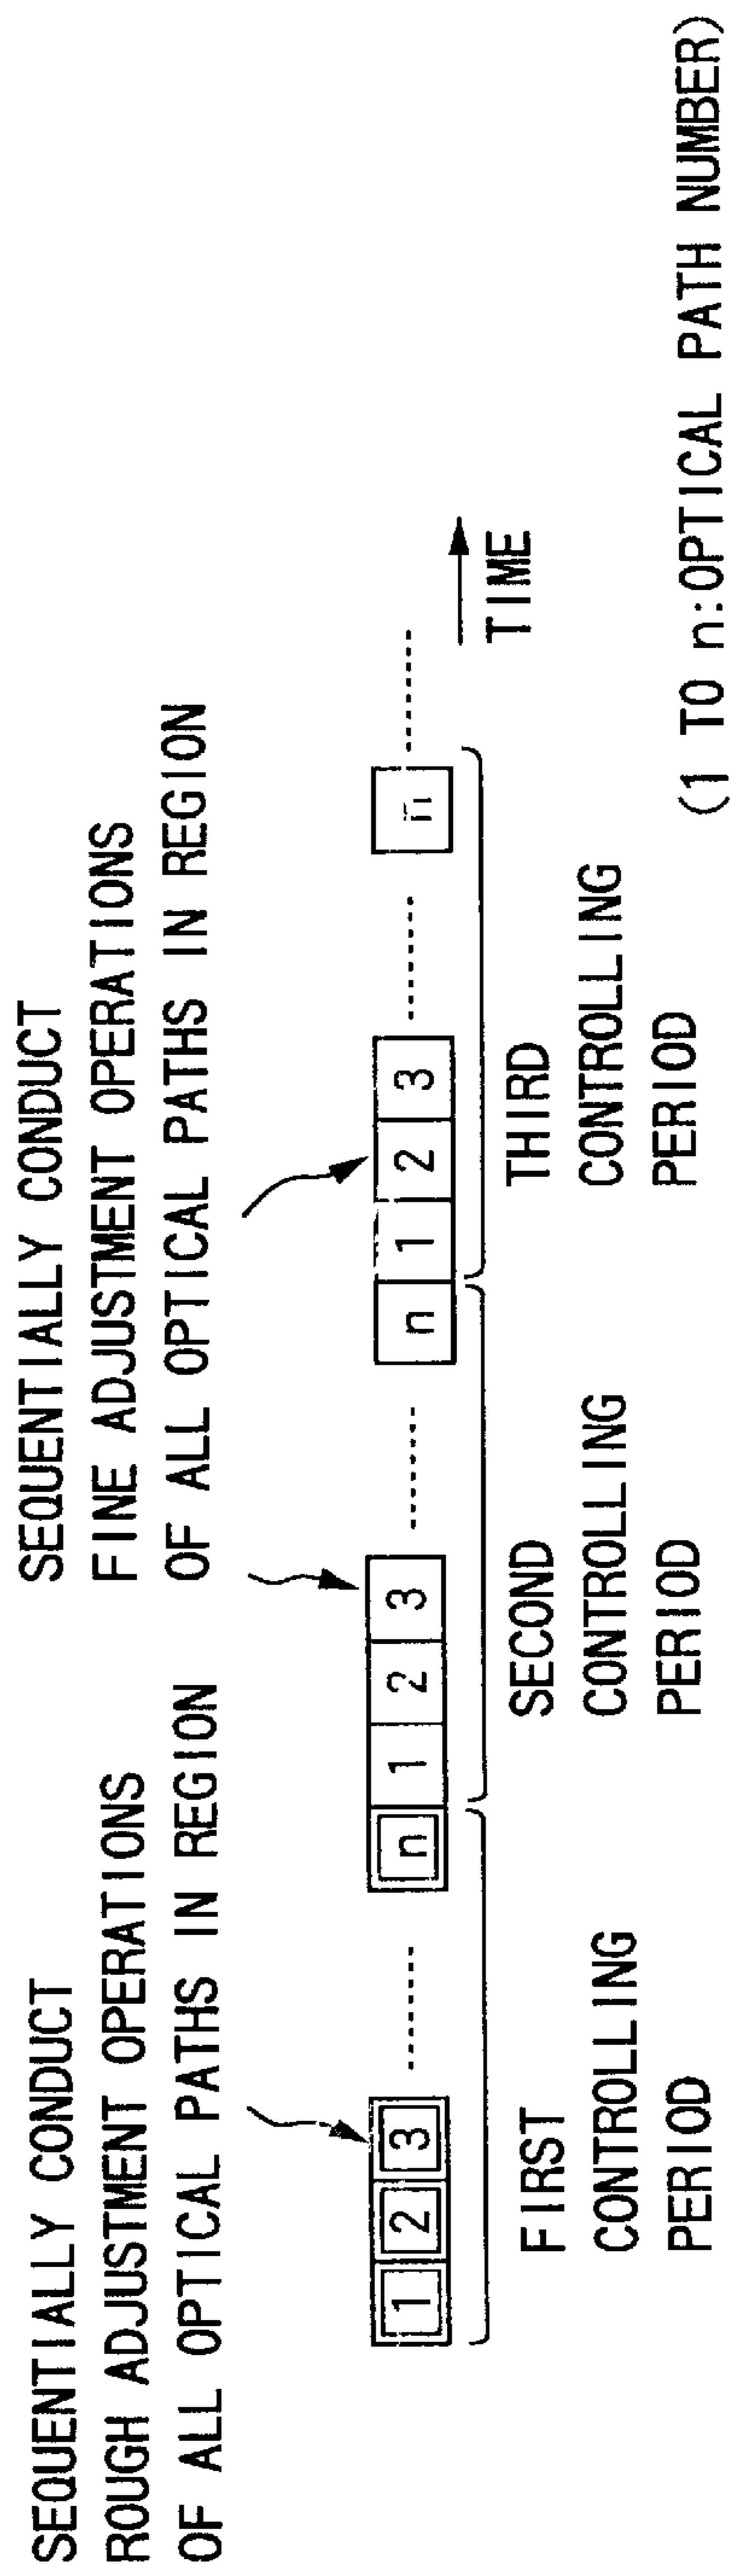 SEQUENTIALLY CONDUCT
ROUGH ADJUSTMENT OPERATIONS
OF ALL OPTICAL PATHS IN REGION
SEQUENTIALLY CONDUCT
FINE ADJUSTMENT OPERATIONS
OF ALL OPTICAL PATHS IN REGION
1 2 3 n 1 2 3 n 1 2 3 n
TIME
FIRST
CONTROLLING
PERIOD
SECOND
CONTROLLING
PERIOD
THIRD
CONTROLLING
PERIOD
(1 TO n:OPTICAL PATH NUMBER)